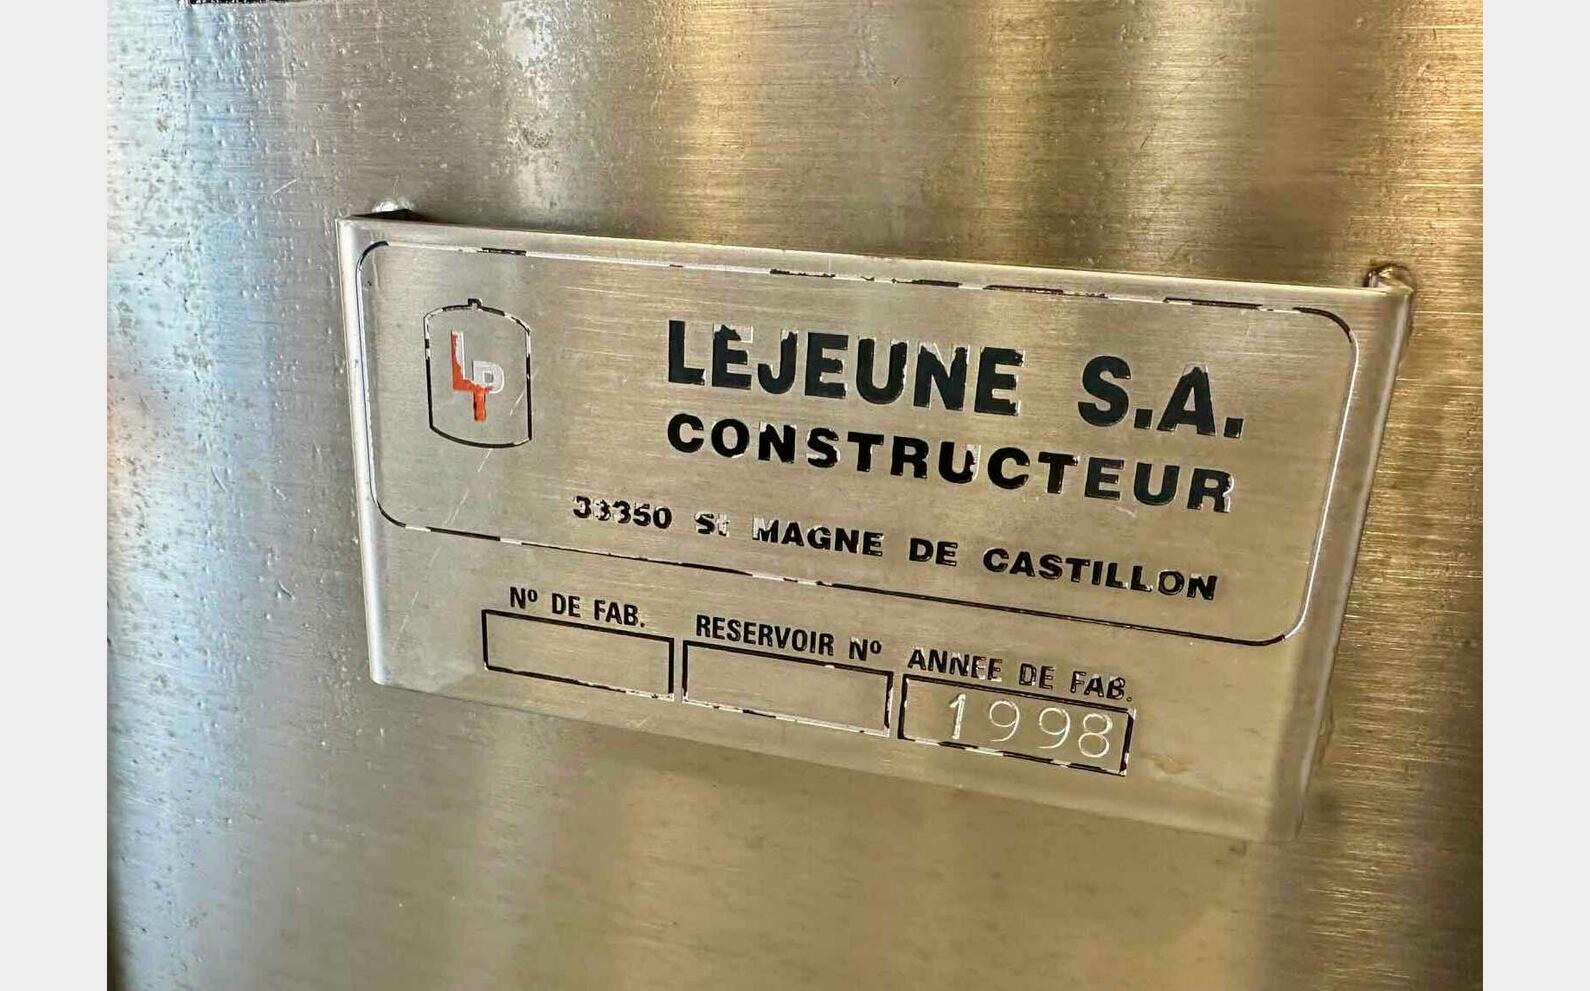 LEJEUNE S.A.
CONSTRUCTEUR
33350 St MAGNE DE CASTILLON
Nº DE FAB.
RESERVOIR Nº
ANNEE DE FAB.
1998